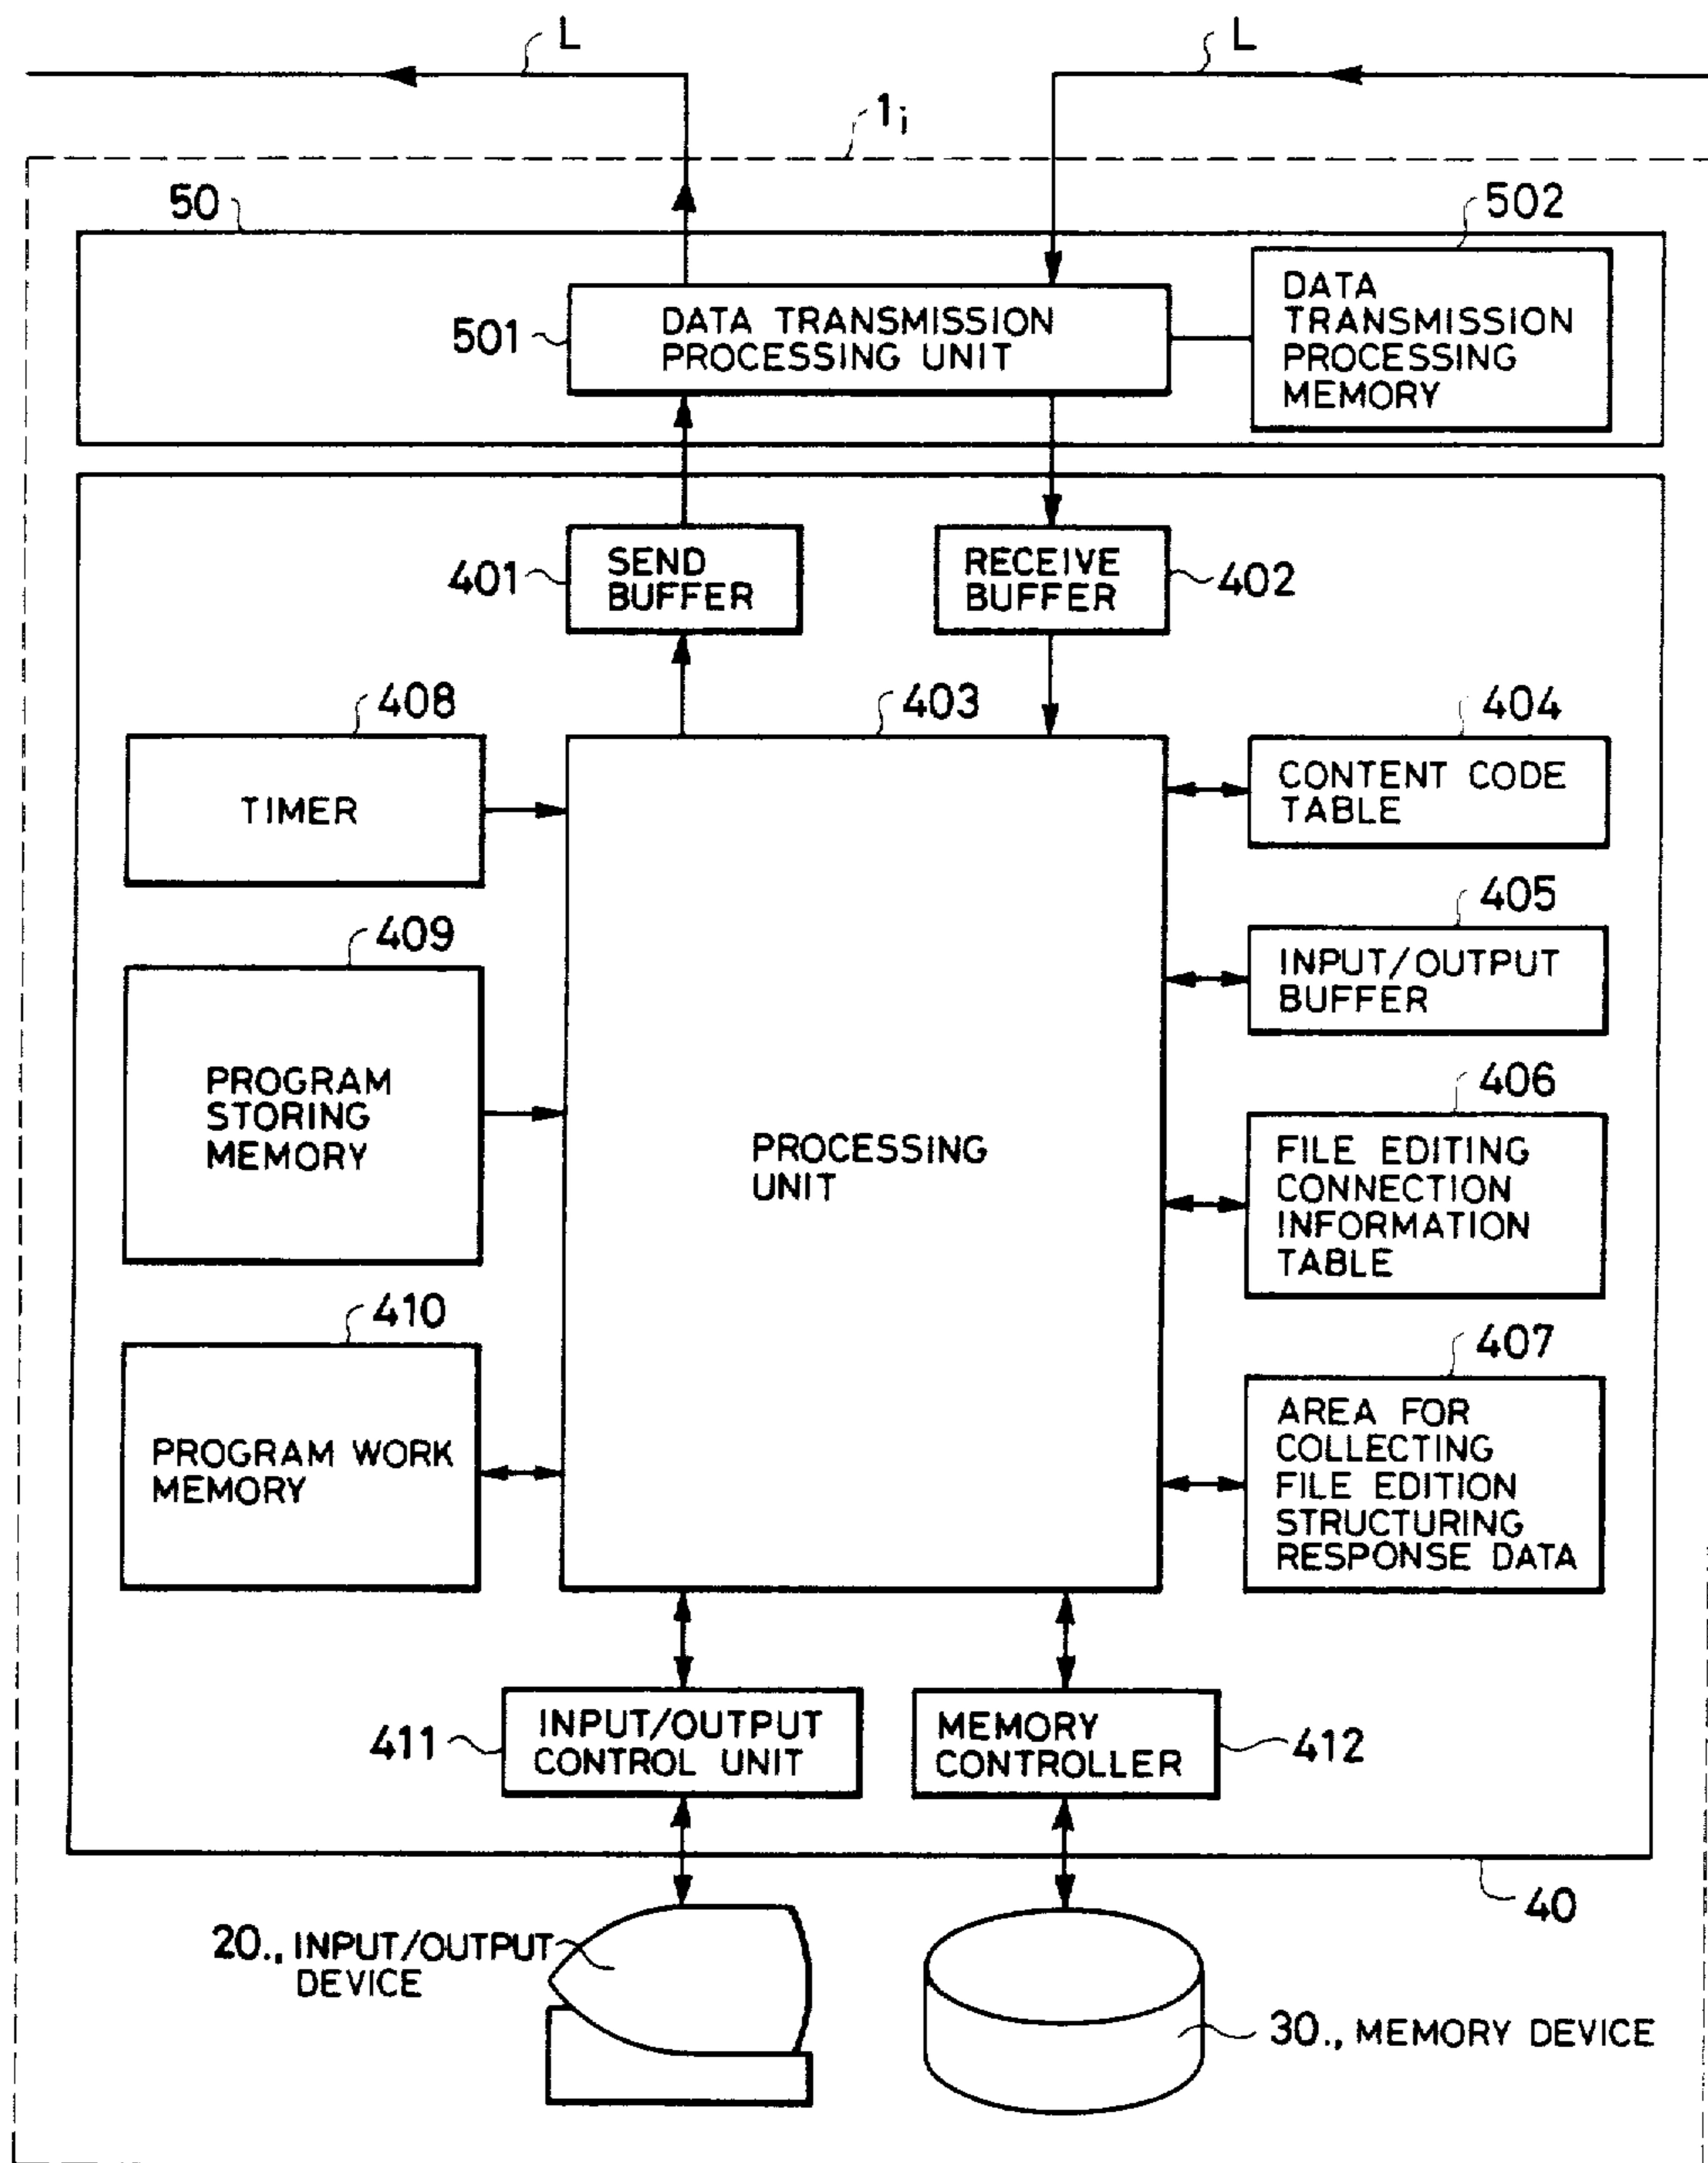 L
L
1i
50
502
501
DATA TRANSMISSION
PROCESSING UNIT
DATA
TRANSMISSION
PROCESSING
MEMORY
401
SEND
BUFFER
RECEIVE
BUFFER
402
408
403
404
TIMER
CONTENT CODE
TABLE
409
405
INPUT/OUTPUT
BUFFER
PROGRAM
STORING
MEMORY
PROCESSING
UNIT
406
FILE EDITING
CONNECTION
INFORMATION
TABLE
410
407
PROGRAM WORK
MEMORY
AREA FOR
COLLECTING
FILE EDITION
STRUCTURING
RESPONSE DATA
411
INPUT/OUTPUT
CONTROL UNIT
MEMORY
CONTROLLER
412
40
20., INPUT/OUTPUT
DEVICE
30., MEMORY DEVICE